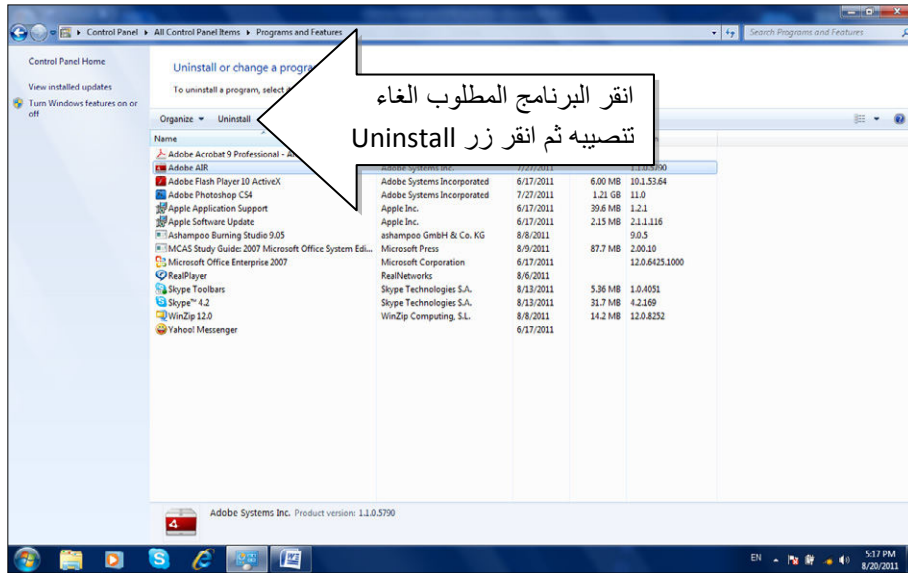 Control Panel ▸ All Control Panel Items ▸ Programs and Features
Search Programs and Features
Control Panel Home
View installed updates
Turn Windows features on or
off
Uninstall or change a progra
To uninstall a program, select
انقر البرنامج المطلوب الغاء
تنصيبه ثم انقر زر Uninstall
Organize Uninstall
Name
Adobe Acrobat 9 Professional
Adobe AIR Adobe Systems Inc. 7/27/2011 1.1.0.5790
Adobe Flash Player 10 ActiveX Adobe Systems Incorporated 6/17/2011 6.00 MB 10.1.53.64
Adobe Photoshop CS4 Adobe Systems Incorporated 7/27/2011 1.21 GB 11.0
Apple Application Support Apple Inc. 6/17/2011 39.6 MB 1.2.1
Apple Software Update Apple Inc. 6/17/2011 2.15 MB 2.1.1.116
Ashampoo Burning Studio 9.05 ashampoo GmbH & Co. KG 8/8/2011 9.0.5
MCAS Study Guide: 2007 Microsoft Office System Edi... Microsoft Press 8/9/2011 87.7 MB 2.00.10
Microsoft Office Enterprise 2007 Microsoft Corporation 6/17/2011 12.0.6425.1000
RealPlayer RealNetworks 8/6/2011
Skype Toolbars Skype Technologies S.A. 8/13/2011 5.36 MB 1.0.4051
Skype™ 4.2 Skype Technologies S.A. 8/13/2011 31.7 MB 4.2.169
WinZip 12.0 WinZip Computing, S.L. 8/8/2011 14.2 MB 12.0.8252
Yahoo! Messenger 6/17/2011
Adobe Systems Inc. Product version: 1.1.0.5790
EN 5:17 PM
8/20/2011